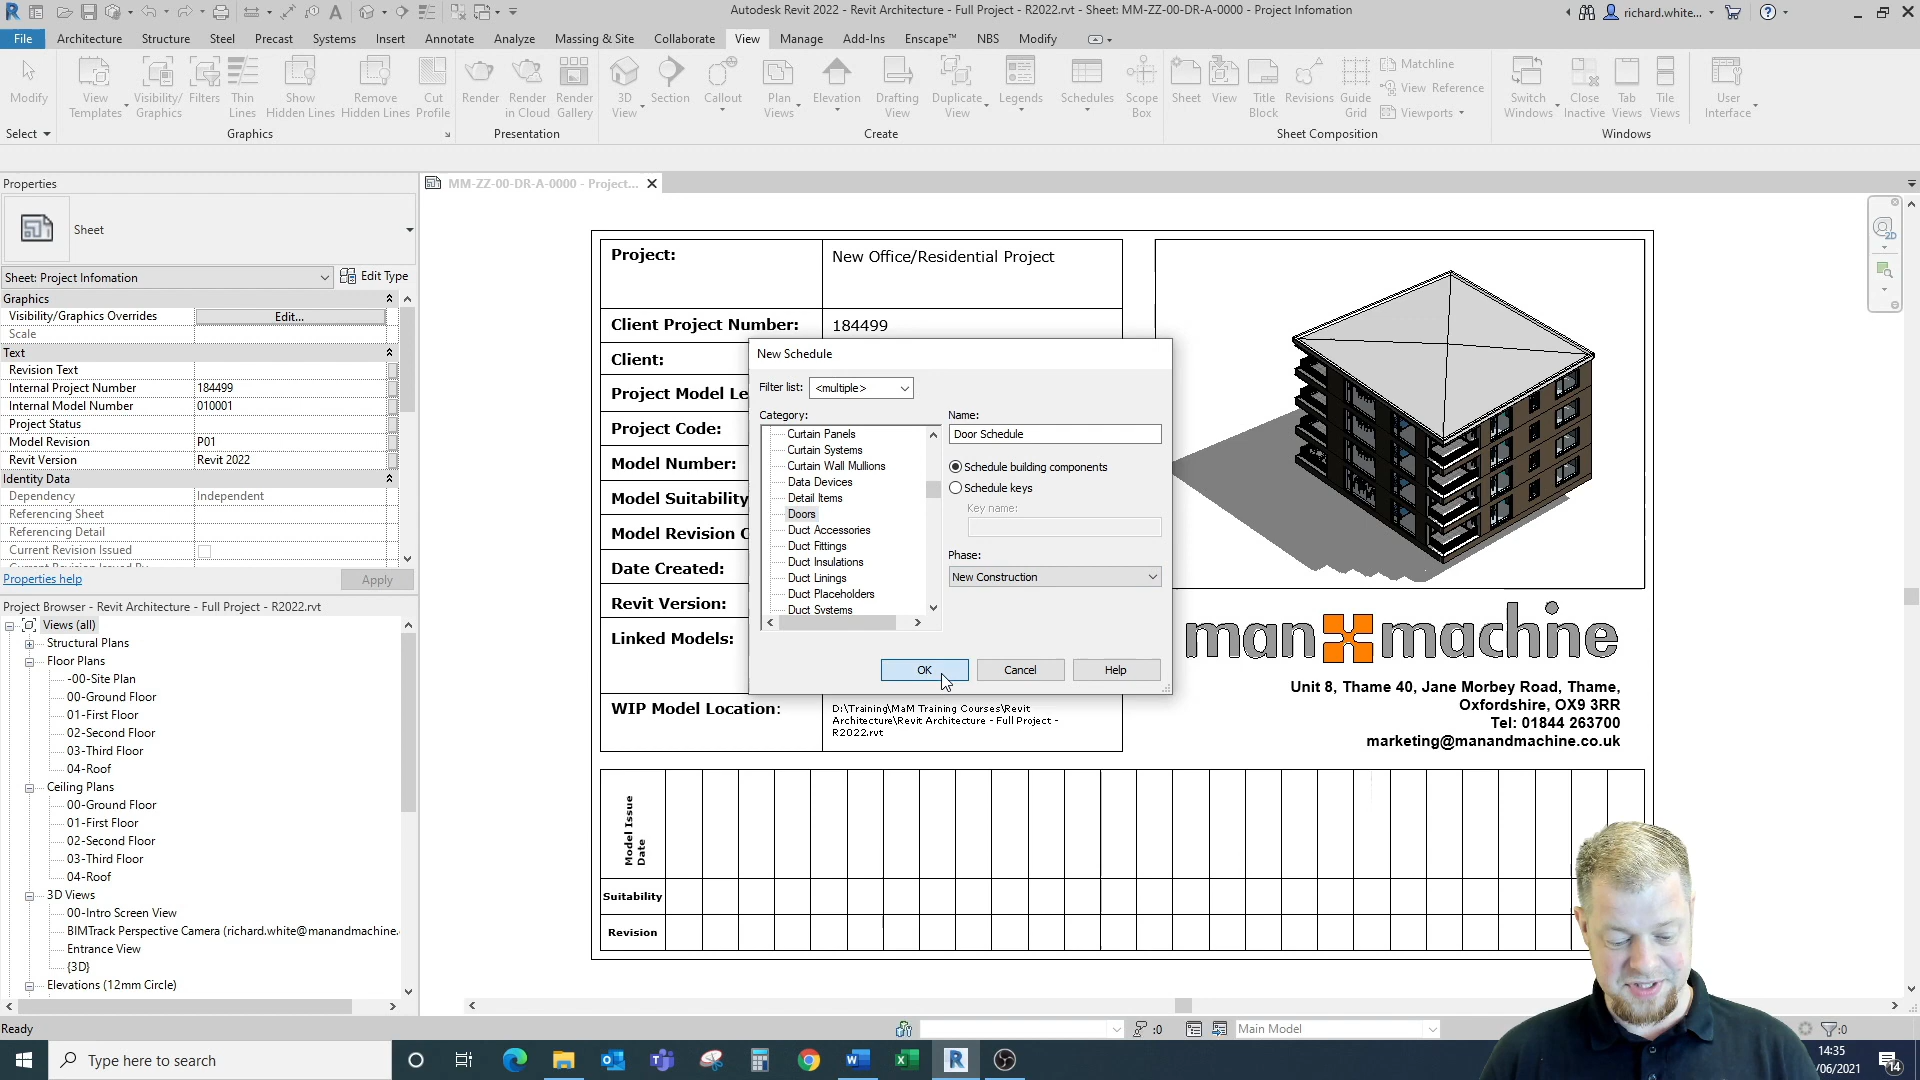 Autodesk Revit 2022 - Revit Architecture - Full Project - R2022.rvt - Sheet: MM-ZZ-00-DR-A-0000 - Project Infomation
richard.white...
File Architecture Structure Steel Precast Systems Insert Annotate Analyze Massing & Site Collaborate View Manage Add-Ins Enscape™ NBS Modify
Modify
View Templates
Visibility/ Graphics
Filters
Thin Lines
Show Hidden Lines
Remove Hidden Lines
Cut Profile
Render
Render in Cloud
Render Gallery
3D View
Section
Callout
Plan Views
Elevation
Drafting View
Duplicate View
Legends
Schedules
Scope Box
Sheet
View
Title Block
Revisions
Guide Grid
Matchline
View Reference
Viewports
Switch Windows
Close Inactive
Tab Views
Tile Views
User Interface
Select
Graphics
Presentation
Create
Sheet Composition
Windows
Properties
Sheet
Sheet: Project Infomation
Edit Type
Graphics
Visibility/Graphics Overrides Edit...
Scale
Text
Revision Text
Internal Project Number 184499
Internal Model Number 010001
Project Status
Model Revision P01
Revit Version Revit 2022
Identity Data
Dependency Independent
Referencing Sheet
Referencing Detail
Current Revision Issued
Properties help
Apply
Project Browser - Revit Architecture - Full Project - R2022.rvt
Views (all)
Structural Plans
Floor Plans
-00-Site Plan
00-Ground Floor
01-First Floor
02-Second Floor
03-Third Floor
04-Roof
Ceiling Plans
00-Ground Floor
01-First Floor
02-Second Floor
03-Third Floor
04-Roof
3D Views
00-Intro Screen View
BIMTrack Perspective Camera (richard.white@manandmachine.
Entrance View
{3D}
Elevations (12mm Circle)
MM-ZZ-00-DR-A-0000 - Project...
Project: New Office/Residential Project
Client Project Number: 184499
Client:
Project Model Le
Project Code:
Model Number:
Model Suitability
Model Revision C
Date Created:
Revit Version:
Linked Models:
WIP Model Location: D:\Training\MaM Training Courses\Revit
Architecture\Revit Architecture - Full Project -
R2022.rvt
Model Issue
Date
Suitability
Revision
New Schedule
Filter list: <multiple>
Category:
Curtain Panels
Curtain Systems
Curtain Wall Mullions
Data Devices
Detail Items
Doors
Duct Accessories
Duct Fittings
Duct Insulations
Duct Linings
Duct Placeholders
Duct Systems
Name:
Door Schedule
Schedule building components
Schedule keys
Key name:
Phase:
New Construction
OK Cancel Help
man machine
Unit 8, Thame 40, Jane Morbey Road, Thame,
Oxfordshire, OX9 3RR
Tel: 01844 263700
marketing@manandmachine.co.uk
2D
Ready
:0
Main Model
:0
Type here to search
14:35
/06/2021
14